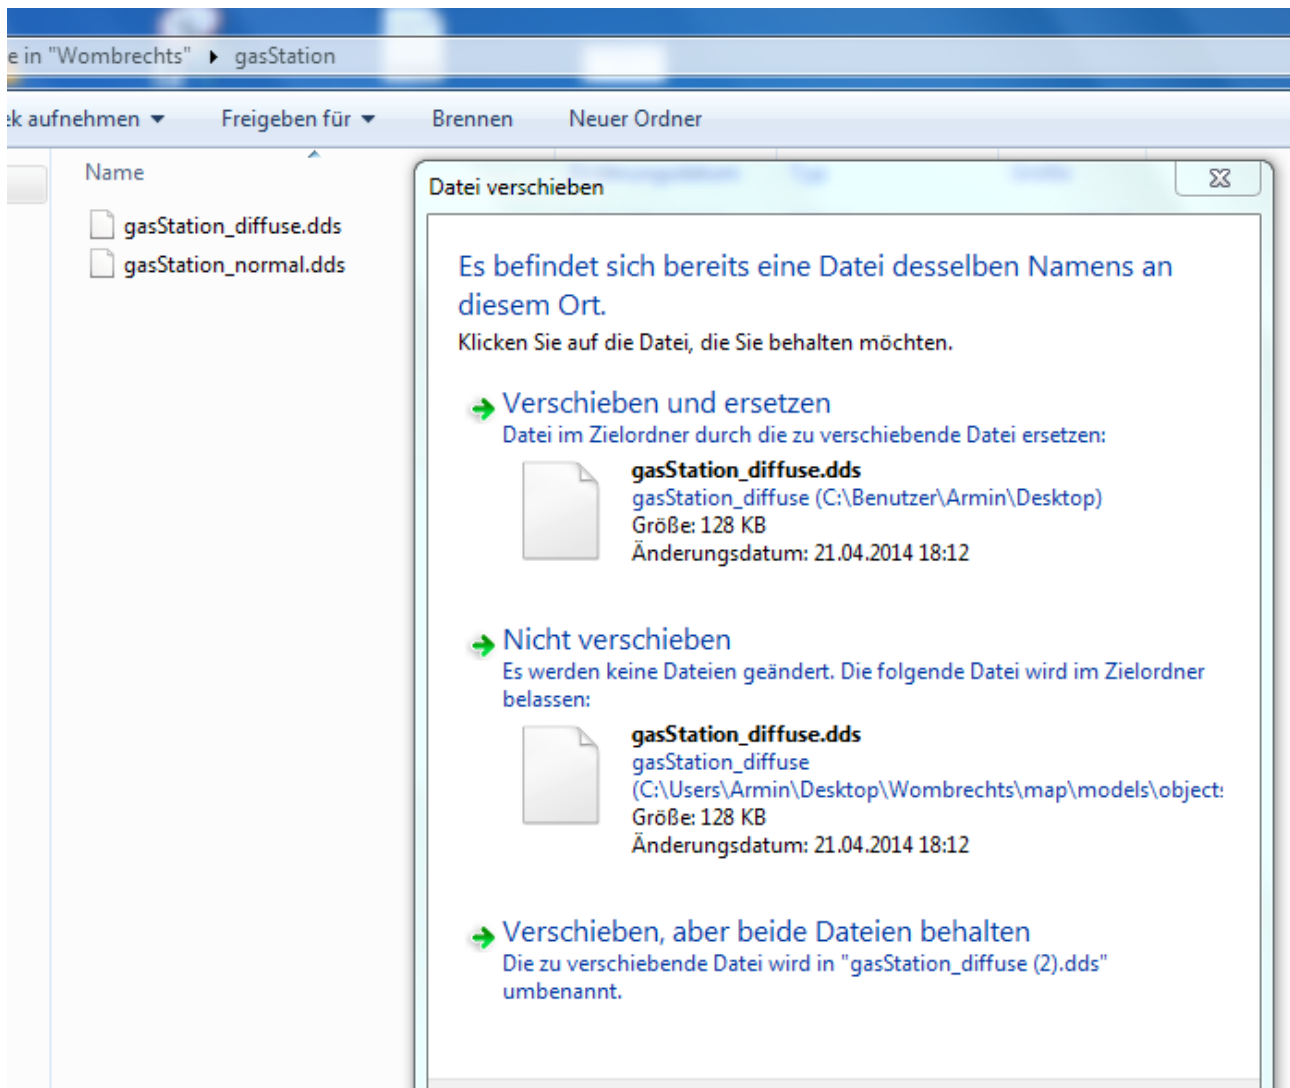 e in "Wombrechts" ▸ gasStation
ek aufnehmen ▾ Freigeben für ▾ Brennen Neuer Ordner
Name
gasStation_diffuse.dds
gasStation_normal.dds
Datei verschieben
Es befindet sich bereits eine Datei desselben Namens an
diesem Ort.
Klicken Sie auf die Datei, die Sie behalten möchten.
Verschieben und ersetzen
Datei im Zielordner durch die zu verschiebende Datei ersetzen:
gasStation_diffuse.dds
gasStation_diffuse (C:\Benutzer\Armin\Desktop)
Größe: 128 KB
Änderungsdatum: 21.04.2014 18:12
Nicht verschieben
Es werden keine Dateien geändert. Die folgende Datei wird im Zielordner
belassen:
gasStation_diffuse.dds
gasStation_diffuse
(C:\Users\Armin\Desktop\Wombrechts\map\models\objects
Größe: 128 KB
Änderungsdatum: 21.04.2014 18:12
Verschieben, aber beide Dateien behalten
Die zu verschiebende Datei wird in "gasStation_diffuse (2).dds"
umbenannt.